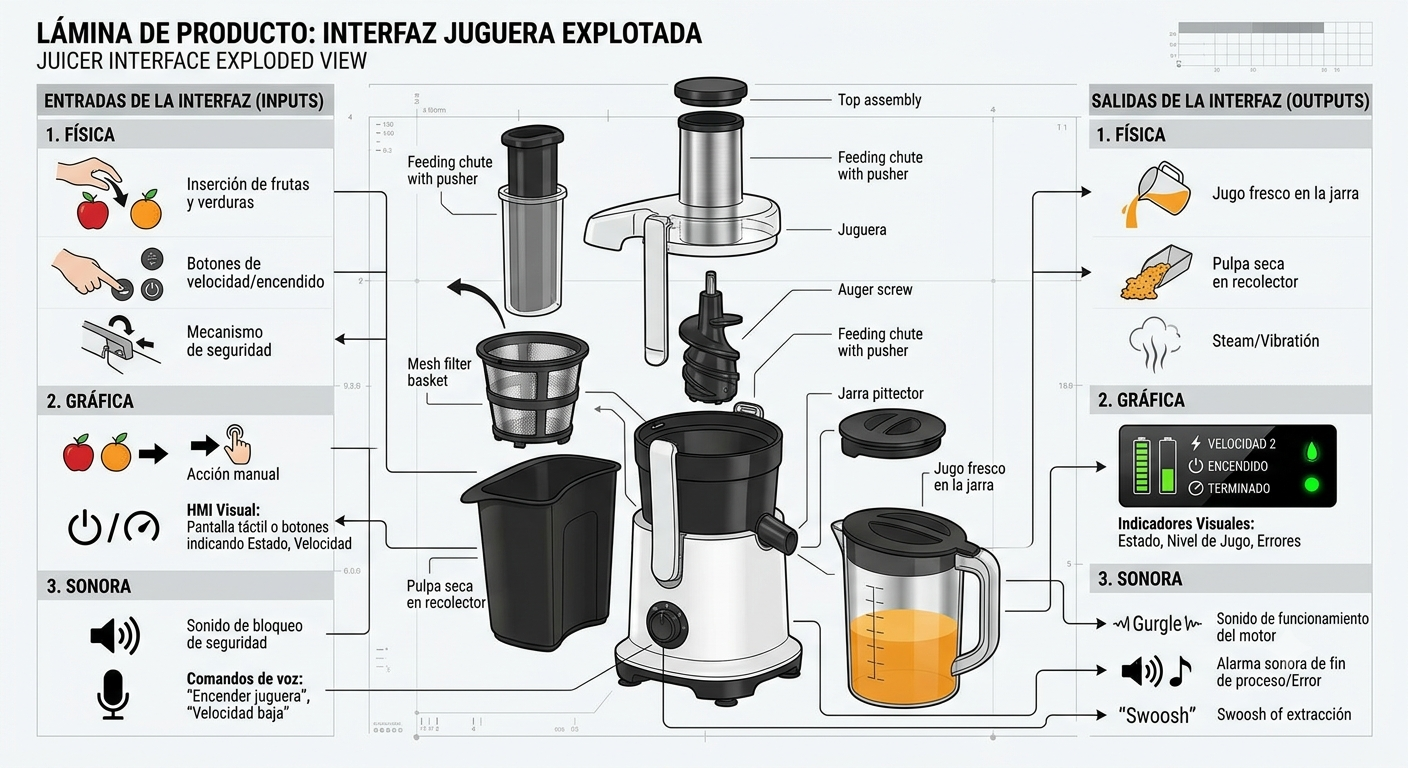 LÁMINA DE PRODUCTO: INTERFAZ JUGUERA EXPLOTADA
JUICER INTERFACE EXPLODED VIEW
ENTRADAS DE LA INTERFAZ (INPUTS)
1. FÍSICA
Inserción de frutas
y verduras
Botones de
velocidad/encendido
Mecanismo
de seguridad
2. GRÁFICA
Acción manual
HMI Visual:
Pantalla táctil o botones
indicando Estado, Velocidad
3. SONORA
Sonido de bloqueo
de seguridad
Comandos de voz:
“Encender juguera”,
“Velocidad baja”
Feeding chute
with pusher
Mesh filter
basket
Pulpa seca
en recolector
Top assembly
Feeding chute
with pusher
Juguera
Auger screw
Feeding chute
with pusher
Jarra pittector
Jugo fresco
en la jarra
SALIDAS DE LA INTERFAZ (OUTPUTS)
1. FÍSICA
Jugo fresco en la jarra
Pulpa seca
en recolector
Steam/Vibratión
2. GRÁFICA
VELOCIDAD 2
ENCENDIDO
TERMINADO
Indicadores Visuales:
Estado, Nivel de Jugo, Errores
3. SONORA
Gurgle
Sonido de funcionamiento
del motor
Alarma sonora de fin
de proceso/Error
"Swoosh"
Swoosh of extracción